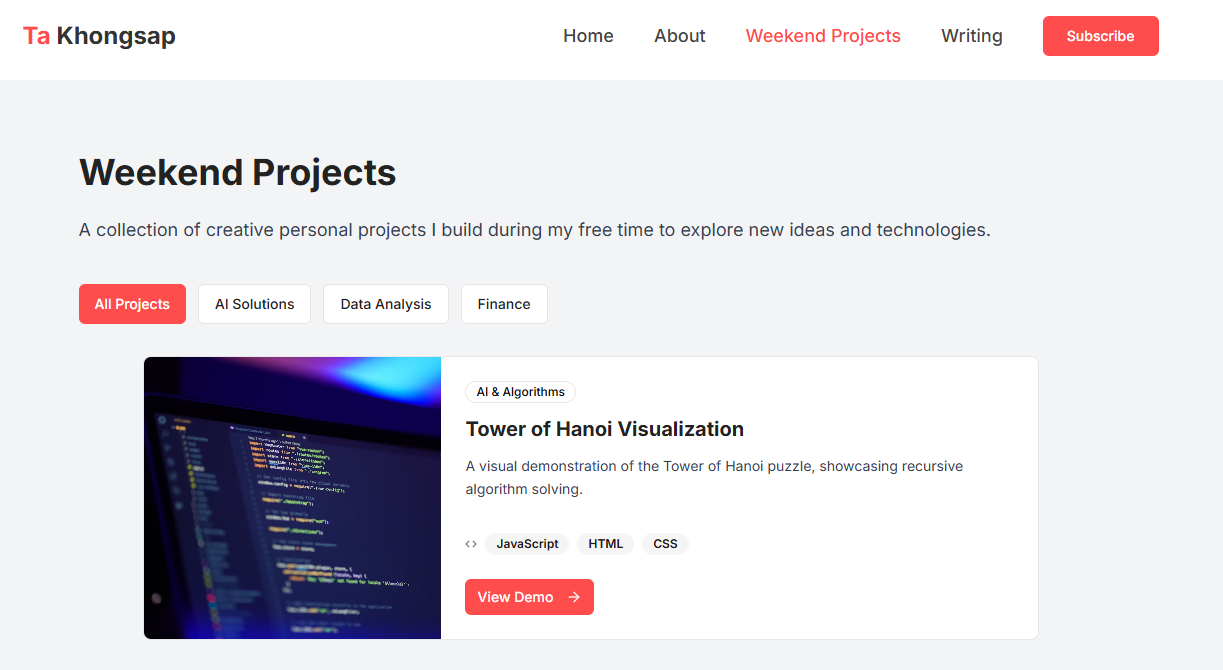 Ta Khongsap
Home
About
Weekend Projects
Writing
Subscribe
Weekend Projects
A collection of creative personal projects I build during my free time to explore new ideas and technologies.
All Projects
AI Solutions
Data Analysis
Finance
AI & Algorithms
Tower of Hanoi Visualization
A visual demonstration of the Tower of Hanoi puzzle, showcasing recursive
algorithm solving.
<> JavaScript HTML CSS
View Demo →